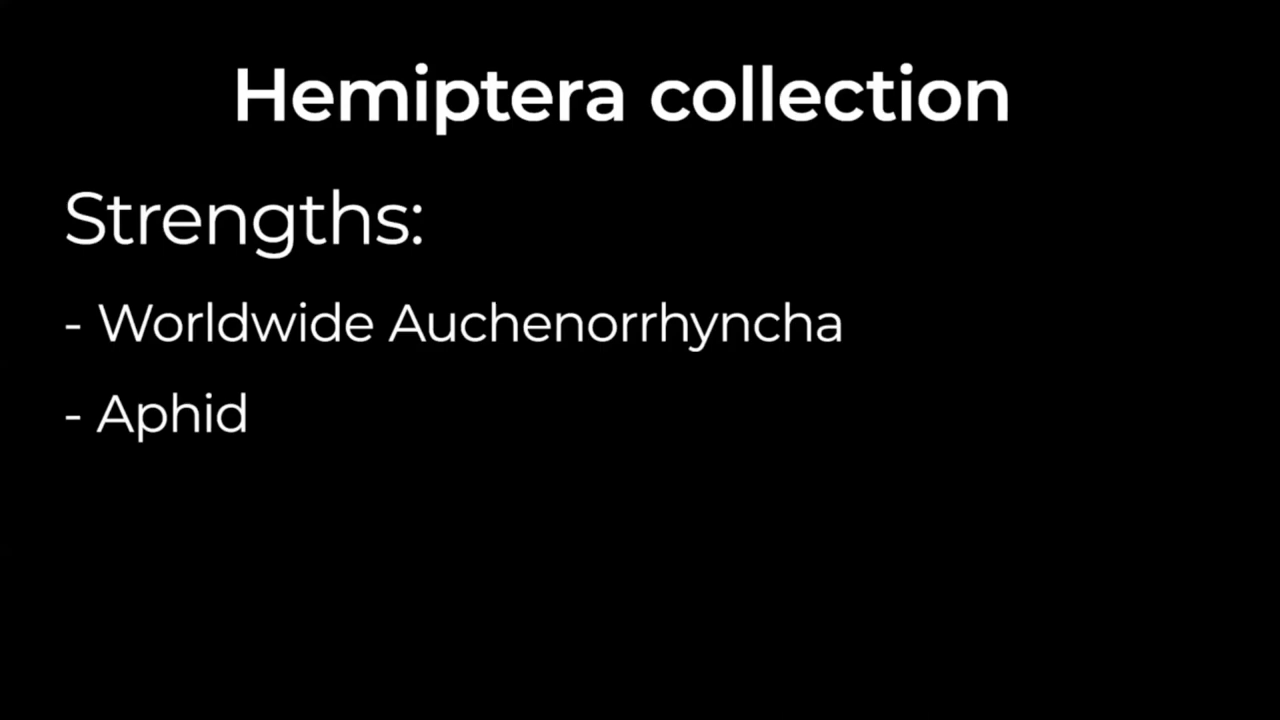 Hemiptera collection
Strengths:
- Worldwide Auchenorrhyncha
- Aphid